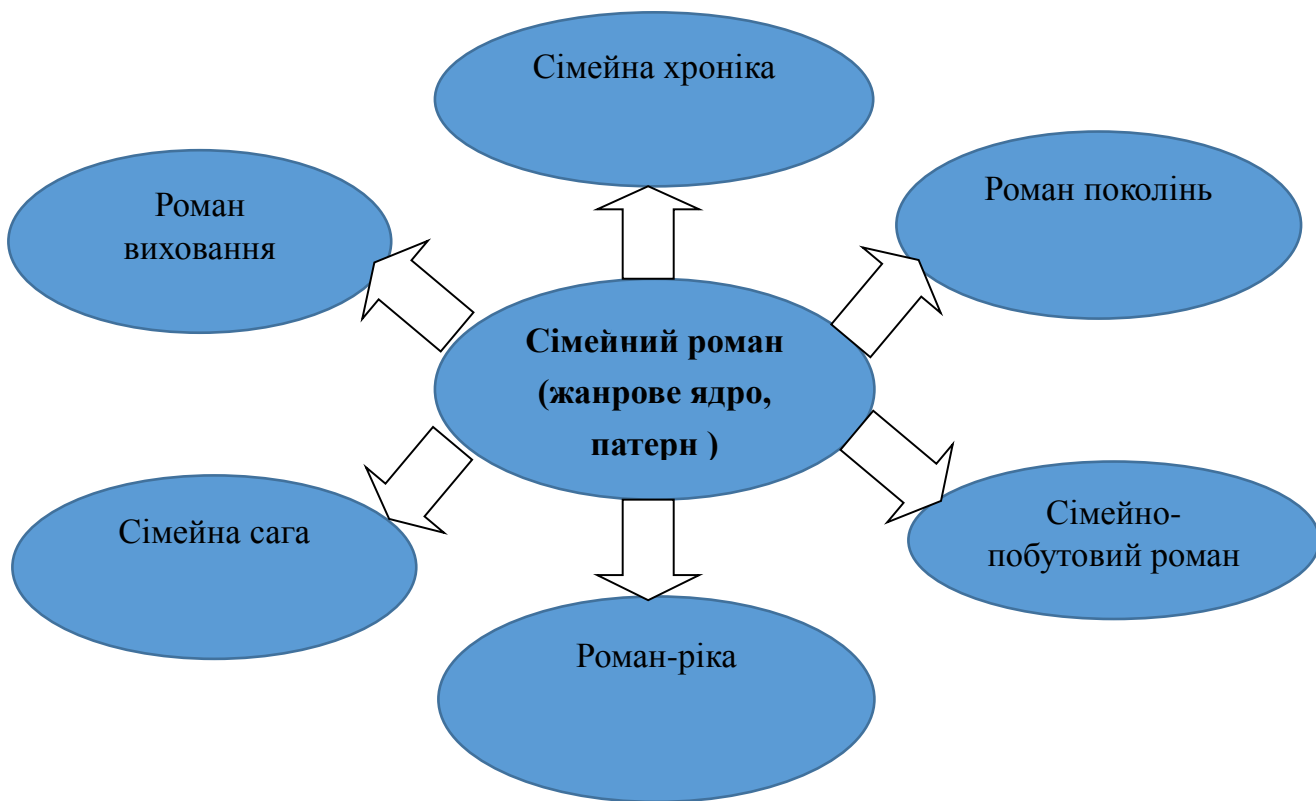 Сімейна хроніка
Роман поколінь
Роман
виховання
Сімейний роман
(жанрове ядро,
патерн )
Сімейна сага
Сімейно-
побутовий роман
Роман-ріка